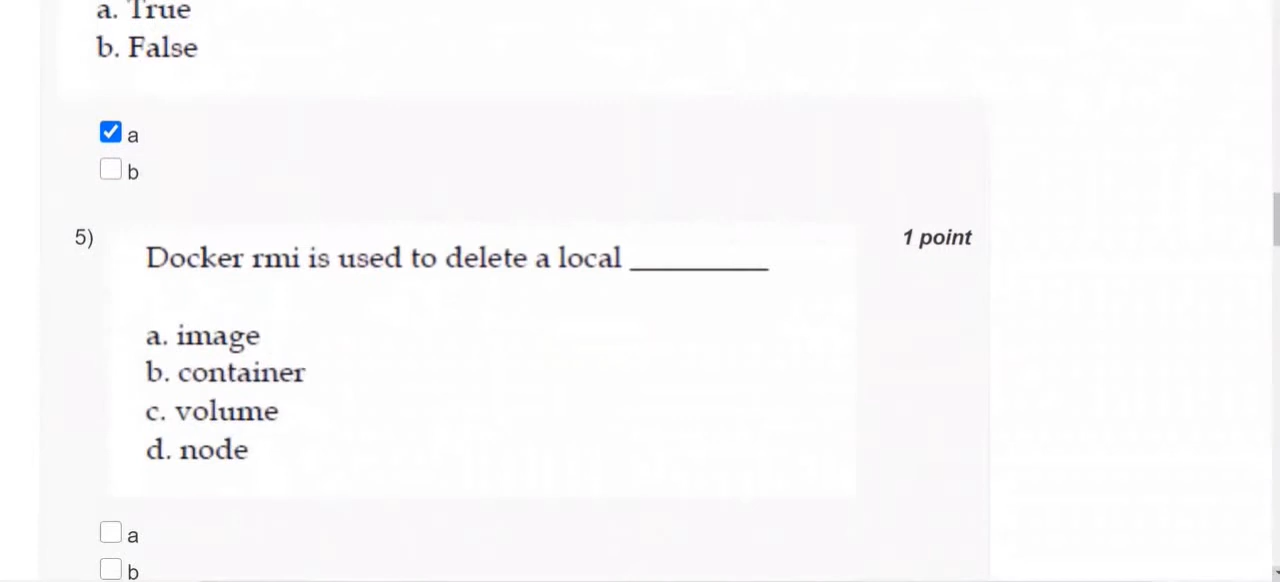 a. True
b. False
a
b
5)
1 point
Docker rmi is used to delete a local __________
a. image
b. container
c. volume
d. node
a
b